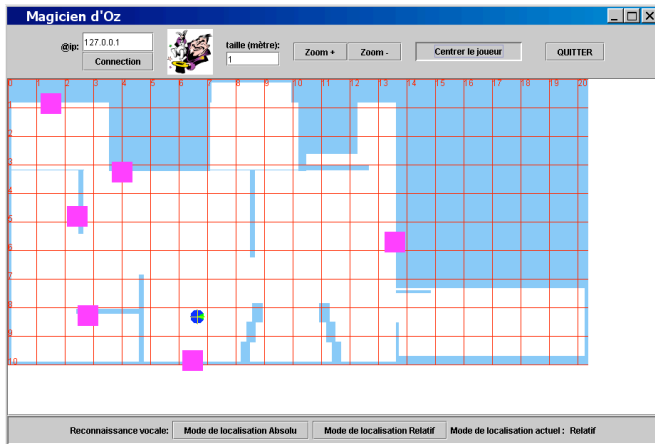 Magicien d'Oz
@ip: 127.0.0.1
Connection
taille (mètre):
1
Zoom +
Zoom -
Centrer le joueur
QUITTER
0 1 2 3 4 5 6 7 8 9 10 11 12 13 14 15 16 17 18 19 20
1
2
3
4
5
6
7
8
9
10
Reconnaissance vocale: Mode de localisation Absolu Mode de localisation Relatif Mode de localisation actuel : Relatif